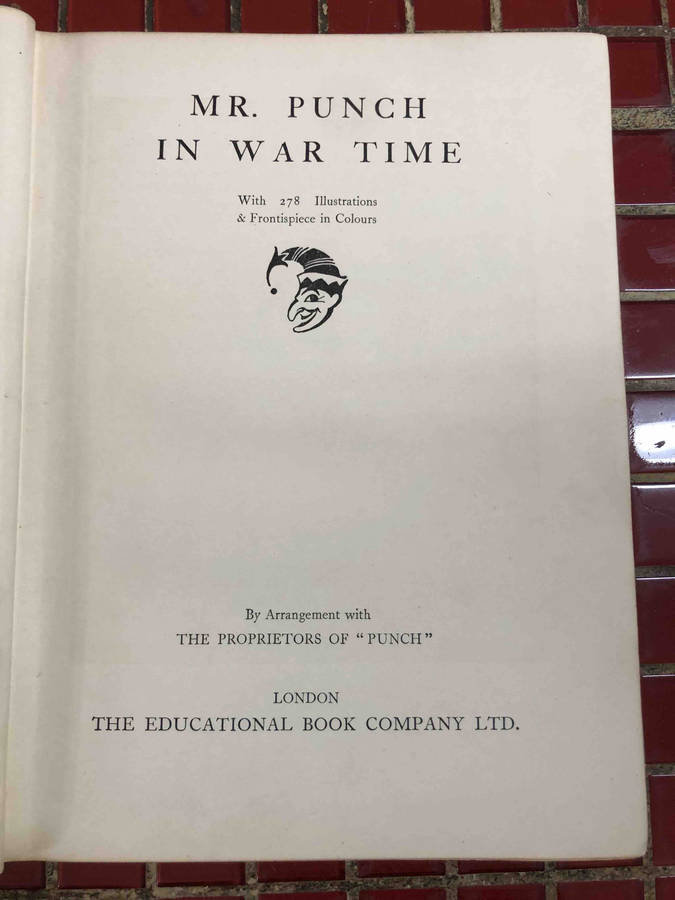 MR. PUNCH
IN WAR TIME
With 278 Illustrations
& Frontispiece in Colours
By Arrangement with
THE PROPRIETORS OF "PUNCH"
LONDON
THE EDUCATIONAL BOOK COMPANY LTD.